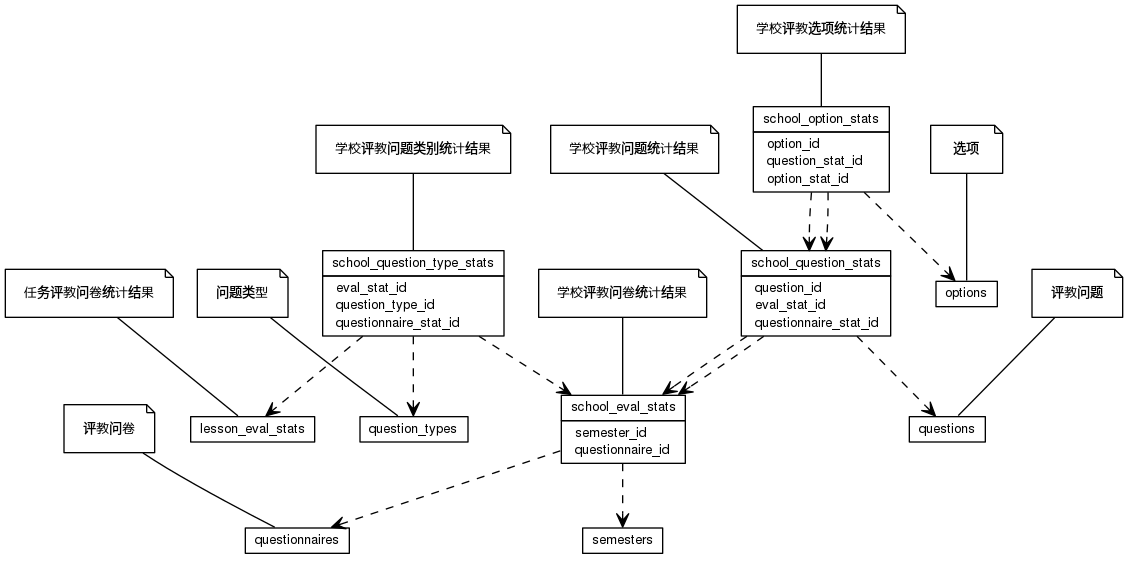 学校评教选项统计结果
school_option_stats
option_id
question_stat_id
option_stat_id
学校评教问题类别统计结果
学校评教问题统计结果
选项
school_question_type_stats
eval_stat_id
question_type_id
questionnaire_stat_id
school_question_stats
question_id
eval_stat_id
questionnaire_stat_id
任务评教问卷统计结果
问题类型
学校评教问卷统计结果
options
评教问题
school_eval_stats
semester_id
questionnaire_id
评教问卷
lesson_eval_stats
question_types
questions
questionnaires
semesters